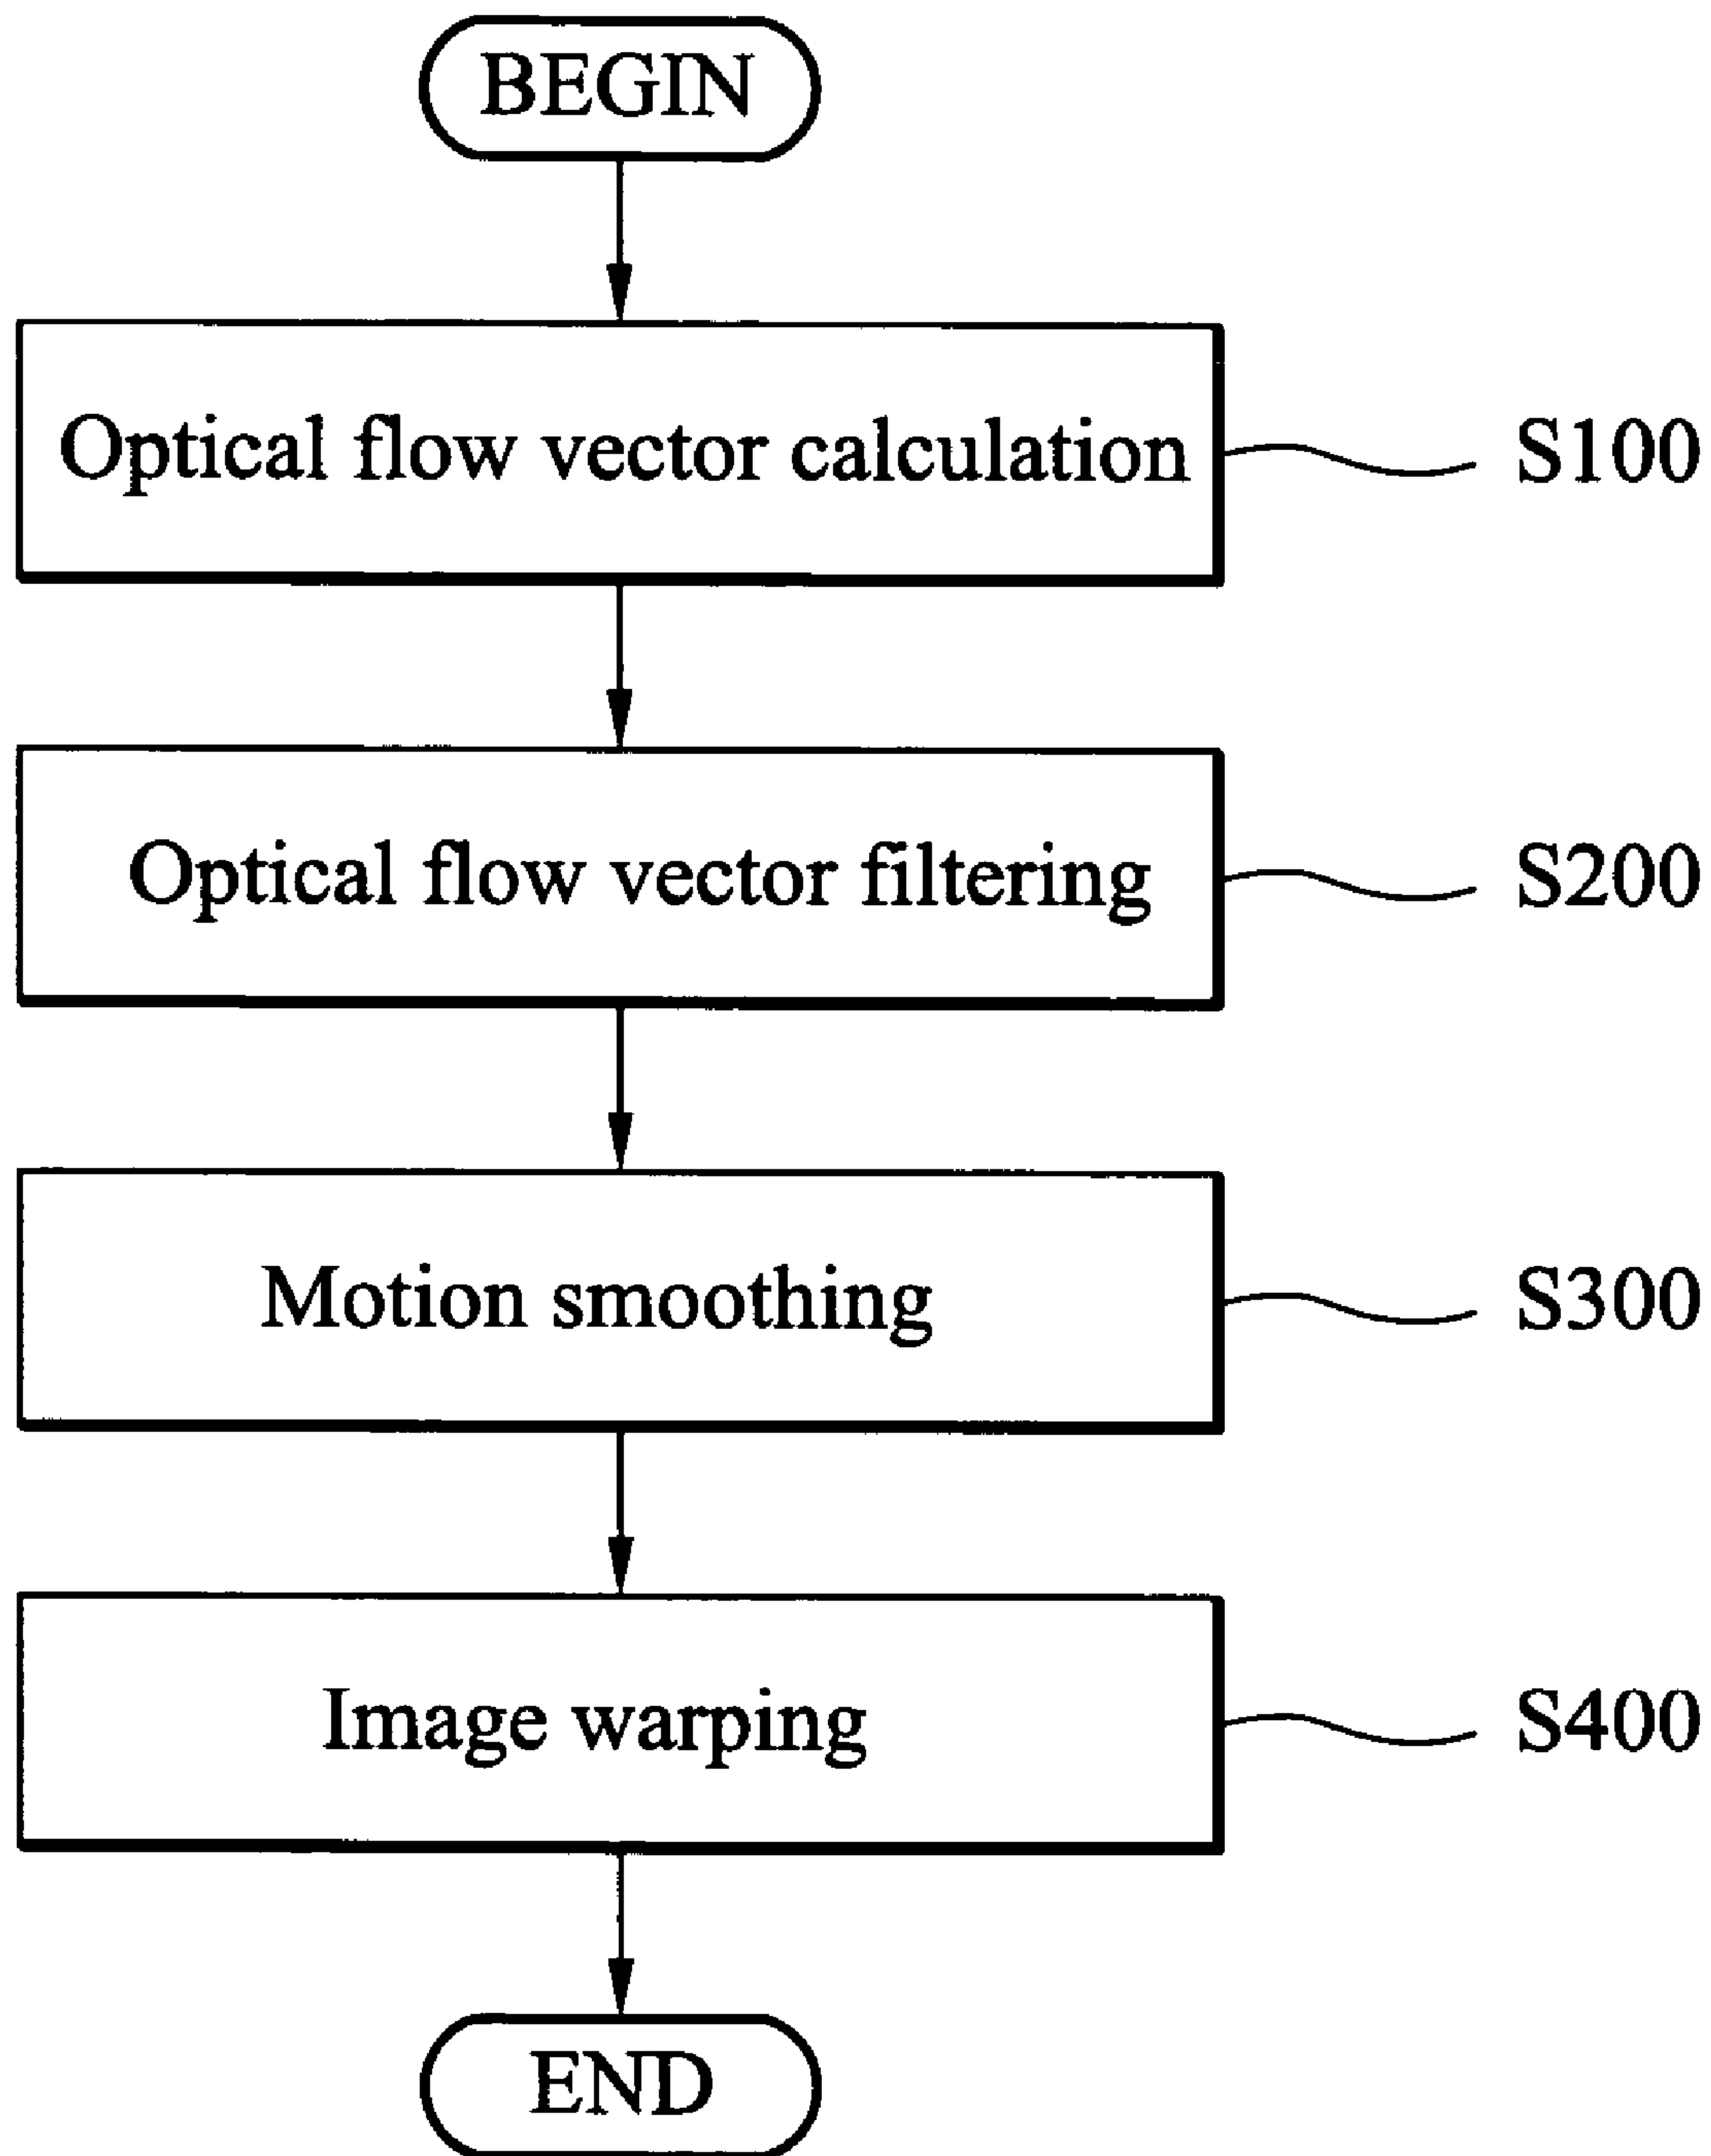 BEGIN
Optical flow vector calculation
S100
Optical flow vector filtering
S200
Motion smoothing
S300
Image warping
S400
END